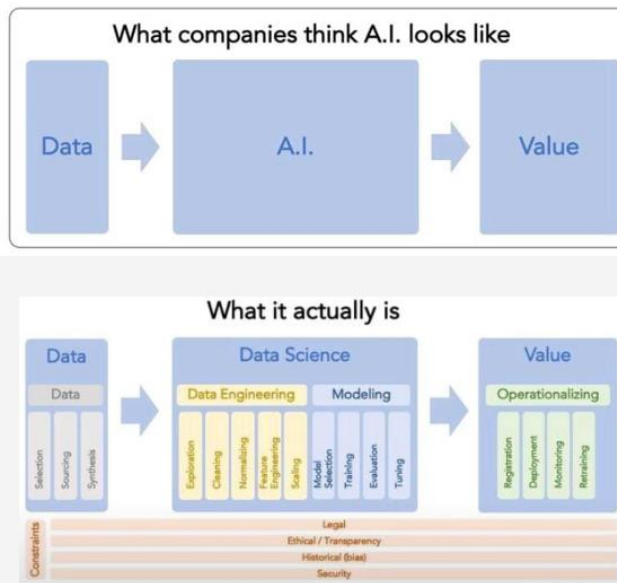 What companies think A.I. looks like
Data
A.I.
Value
What it actually is
Data
Data
Selection
Sourcing
Synthesis
Data Science
Data Engineering
Exploration
Cleaning
Normalizing
Feature
Engineering
Scaling
Modeling
Model
Selection
Training
Evaluation
Tuning
Value
Operationalizing
Registration
Deployment
Monitoring
Retraining
Constraints
Legal
Ethical / Transparency
Historical (bias)
Security